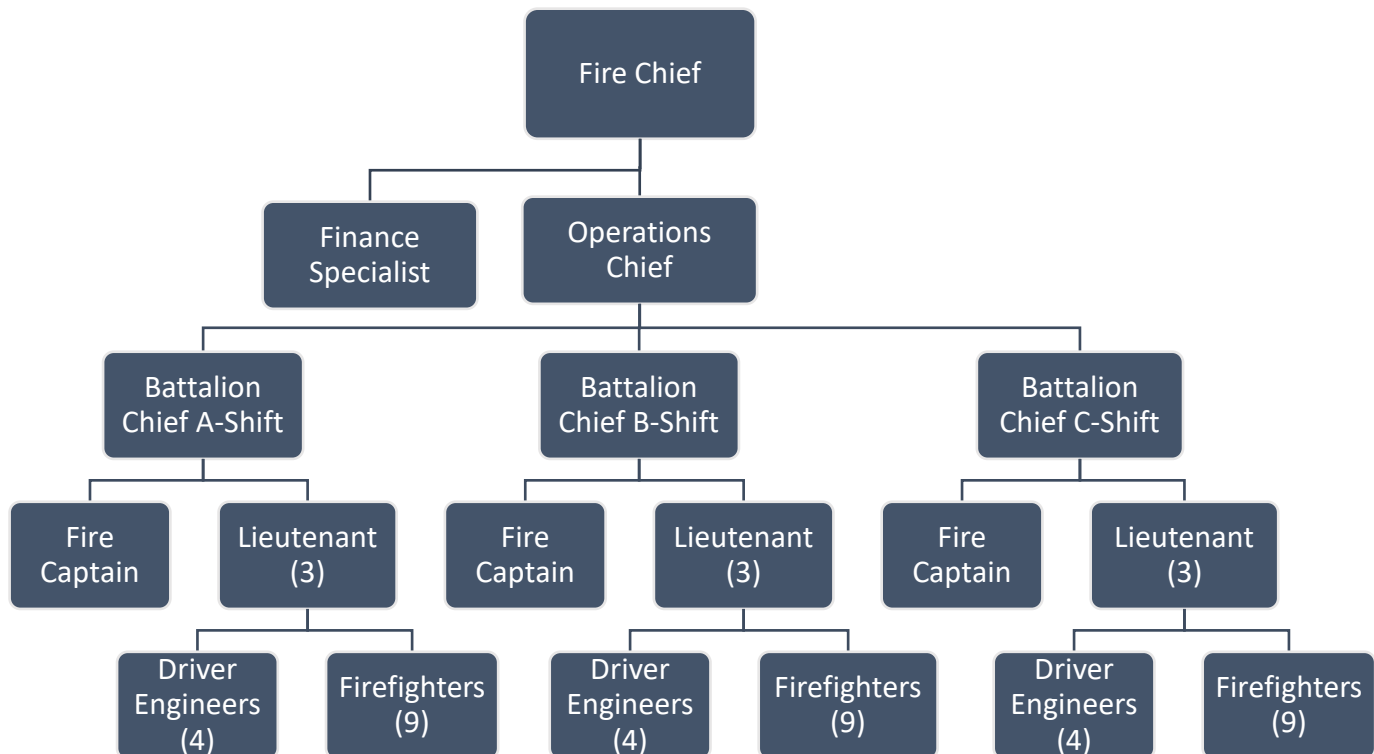 Fire Chief
Finance
Specialist
Operations
Chief
Battalion
Chief A-Shift
Battalion
Chief B-Shift
Battalion
Chief C-Shift
Fire
Captain
Lieutenant
(3)
Fire
Captain
Lieutenant
(3)
Fire
Captain
Lieutenant
(3)
Driver
Engineers
(4)
Firefighters
(9)
Driver
Engineers
(4)
Firefighters
(9)
Driver
Engineers
(4)
Firefighters
(9)